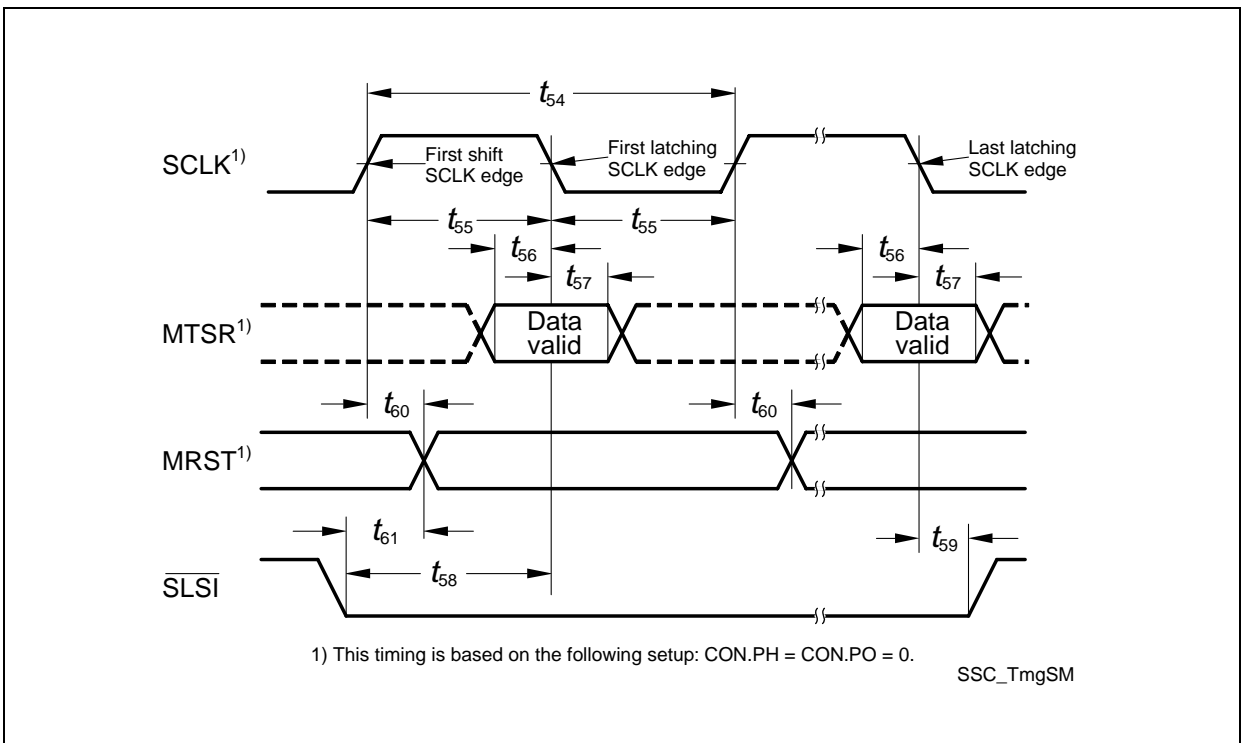 t54
SCLK1)
First shift
SCLK edge
First latching
SCLK edge
Last latching
SCLK edge
t55
t55
t56
t57
t56
t57
MTSR1)
Data
valid
Data
valid
t60
t60
MRST1)
t61
t59
SLSI
t58
1) This timing is based on the following setup: CON.PH = CON.PO = 0.
SSC_TmgSM